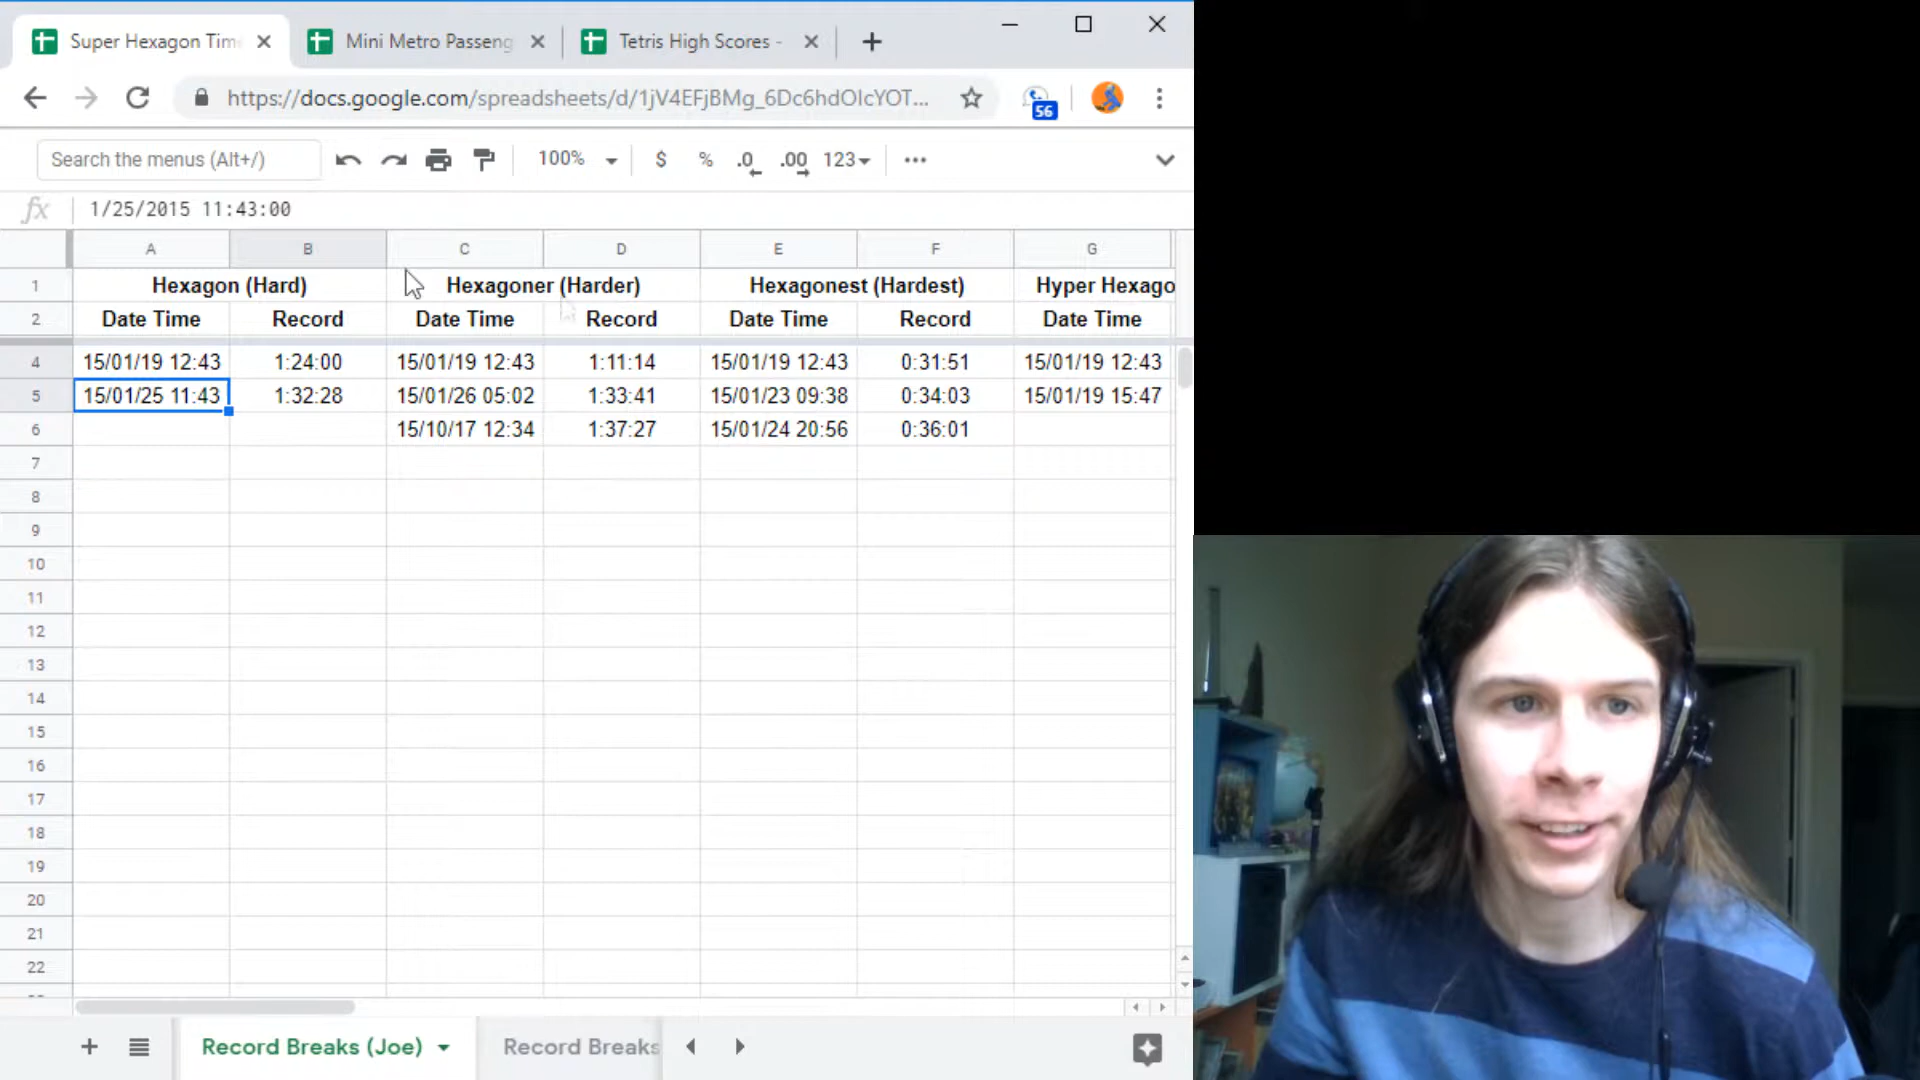 Super Hexagon Tim
Mini Metro Passeng
Tetris High Scores -
https://docs.google.com/spreadsheets/d/1jV4EFjBMg_6Dc6hdOIcYOT...
56
Search the menus (Alt+/)
100%
$
%
.0
.00
123
fx
1/25/2015 11:43:00
A B C D E F G
1 Hexagon (Hard) Hexagoner (Harder) Hexagonest (Hardest) Hyper Hexago
2 Date Time Record Date Time Record Date Time Record Date Time
4 15/01/19 12:43 1:24:00 15/01/19 12:43 1:11:14 15/01/19 12:43 0:31:51 15/01/19 12:43
5 15/01/25 11:43 1:32:28 15/01/26 05:02 1:33:41 15/01/23 09:38 0:34:03 15/01/19 15:47
6 15/10/17 12:34 1:37:27 15/01/24 20:56 0:36:01
7
8
9
10
11
12
13
14
15
16
17
18
19
20
21
22
Record Breaks (Joe)
Record Breaks